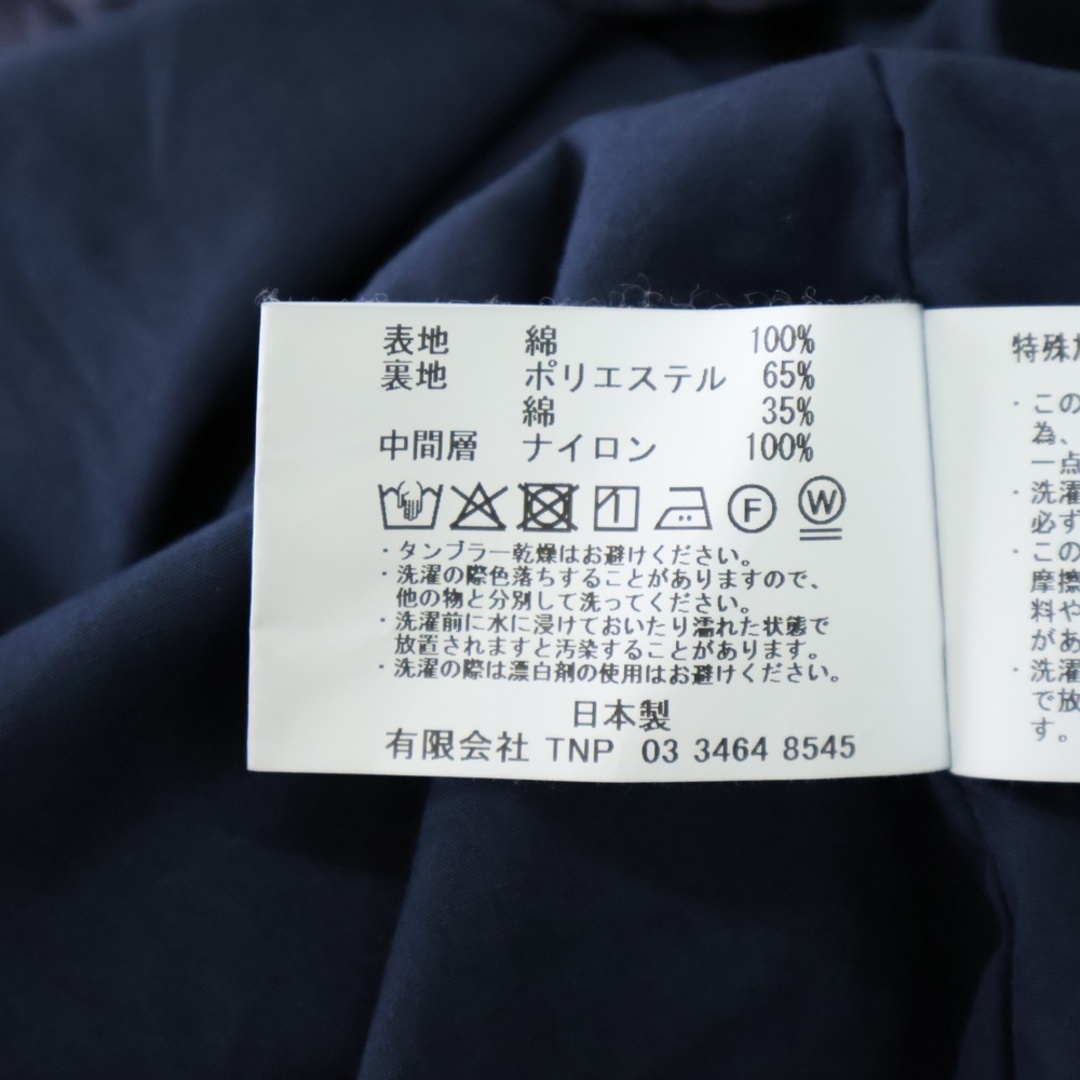 表地 綿 100%
裏地 ポリエステル 65%
綿 35%
中間層 ナイロン 100%
F W
・タンブラー乾燥はお避けください。
・洗濯の際色落ちすることがありますので、
他の物と分別して洗ってください。
・洗濯前に水に浸けておいたり濡れた状態で
放置されますと汚染することがあります。
・洗濯の際は漂白剤の使用はお避けください。
日本製
有限会社 TNP 03 3464 8545
特殊
・この
為、
一点
・洗濯
必ず
・この
摩擦
料や
があ
・洗濯
で放
す。